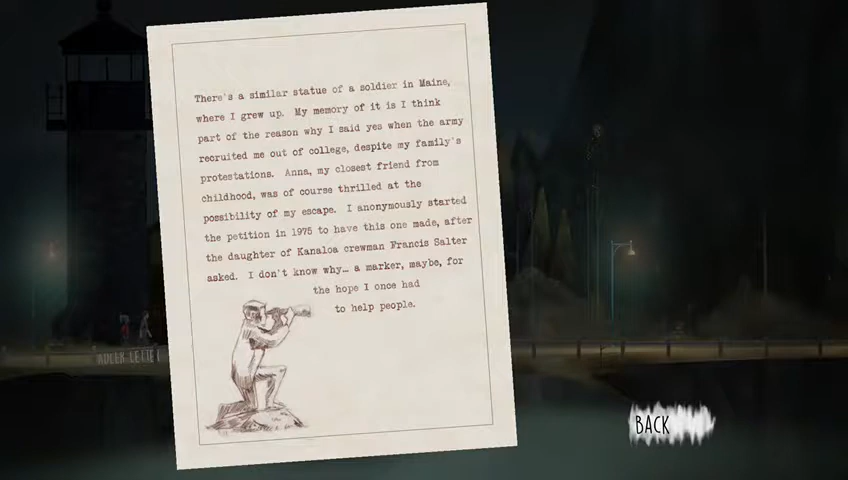 There's a similar statue of a soldier in Maine,
where I grew up. My memory of it is I think
part of the reason why I said yes when the army
recruited me out of college, despite my family's
protestations. Anna, my closest friend from
childhood, was of course thrilled at the
possibility of my escape. I anonymously started
the petition in 1975 to have this one made, after
the daughter of Kanaloa crewman Francis Salter
asked. I don't know why… a marker, maybe, for
the hope I once had
to help people.
ADLER LETTER
BACK